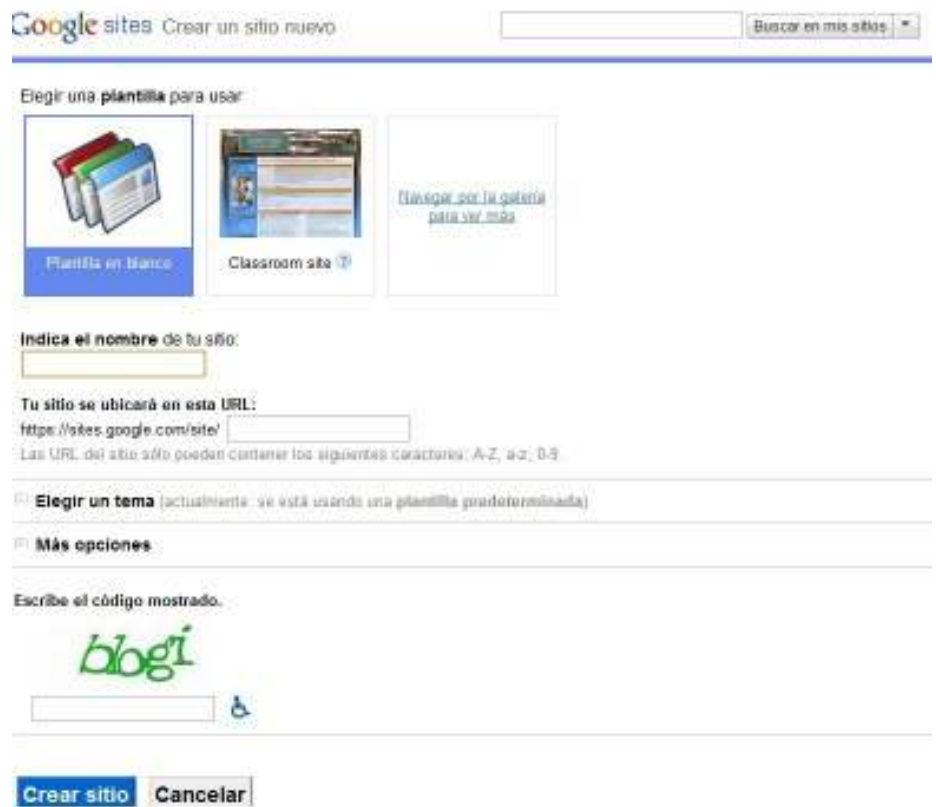 Google sites Crear un sitio nuevo
Buscar en mis sitios
Elegir una plantilla para usar
Plantilla en blanco
Classroom site
Navegar por la galería
para ver más
Indica el nombre de tu sitio:
Tu sitio se ubicará en esta URL:
https://sites.google.com/site/
Las URL del sitio sólo pueden contener los siguientes caracteres: A-Z, a-z, 0-9.
Elegir un tema (actualmente: se está usando una plantilla predeterminada)
Más opciones
Escribe el código mostrado.
blogi
Crear sitio
Cancelar